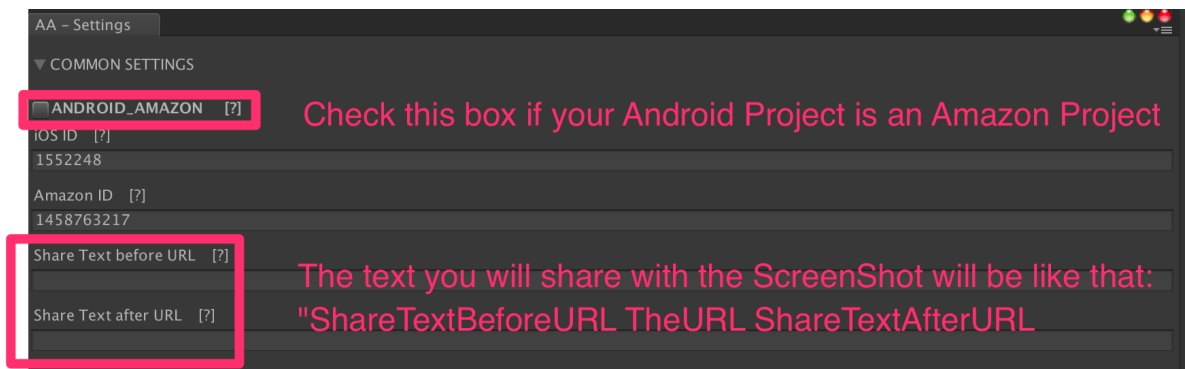 AA – Settings
▼ COMMON SETTINGS
ANDROID_AMAZON [?]
Check this box if your Android Project is an Amazon Project
iOS ID [?]
1552248
Amazon ID [?]
1458763217
Share Text before URL [?]
The text you will share with the ScreenShot will be like that:
Share Text after URL [?]
"ShareTextBeforeURL TheURL ShareTextAfterURL